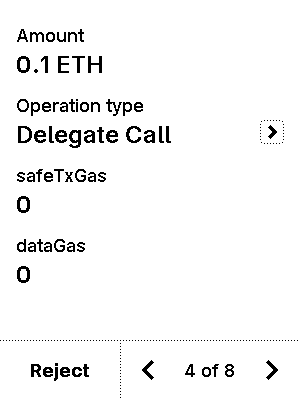 Amount
0.1 ETH
Operation type
Delegate Call
safeTxGas
0
dataGas
0
Reject
4 of 8